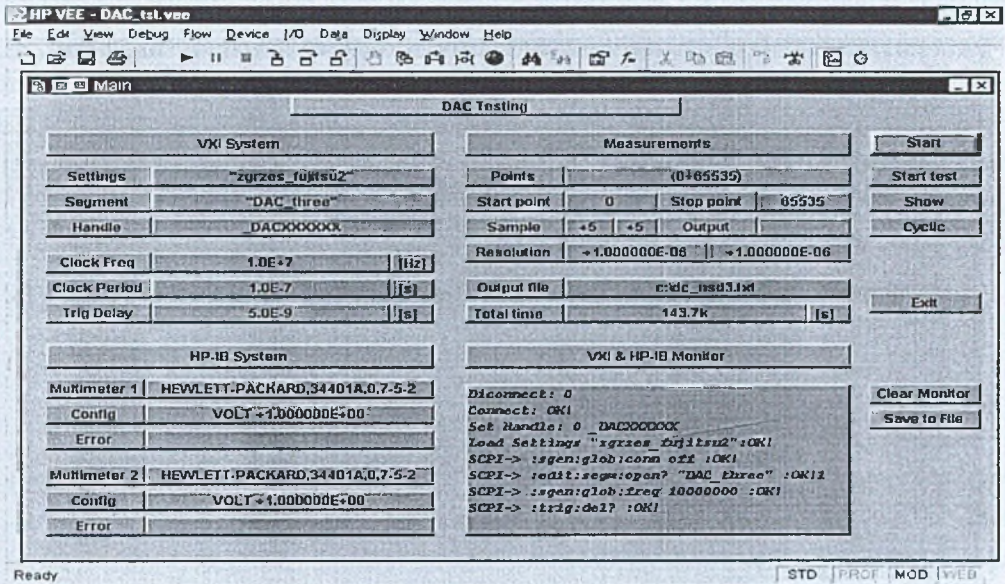 HP VEE - DAC_tst.vee
File Edit View Debug Flow Device I/O Data Display Window Help
Main
DAC Testing
VXI System
Settings "zgrzes_fujitsu2"
Segment "DAC_three"
Handle _DACXXXXXX
Clock Freq 1.0E+7 [Hz]
Clock Period 1.0E-7 [s]
Trig Delay 5.0E-9 [s]
HP-IB System
Multimeter 1 HEWLETT-PACKARD,34401A,0,7-5-2
Config VOLT +1.000000E+00
Error
Multimeter 2 HEWLETT-PACKARD,34401A,0,7-5-2
Config VOLT +1.000000E+00
Error
Measurements
Points (0÷65535)
Start point 0 Stop point 65535
Sample +5 +5 Output
Resolution +1.000000E-06 +1.000000E-06
Output file c:\dc_nsd3.txt
Total time 143.7k [s]
VXI & HP-IB Monitor
Diconnect: 0
Connect: OK!
Set Handle: 0 _DACXXXXXX
Load Settings "zgrzes_fujitsu2":OK!
SCPI-> :sgen:glob:conn off :OK!
SCPI-> :edit:segm:open? "DAC_three" :OK!1
SCPI-> :sgen:glob:freq 10000000 :OK!
SCPI-> :trig:del? :OK!
Start
Start test
Show
Cyclic
Exit
Clear Monitor
Save to File
Ready STD PROF MOD WEB